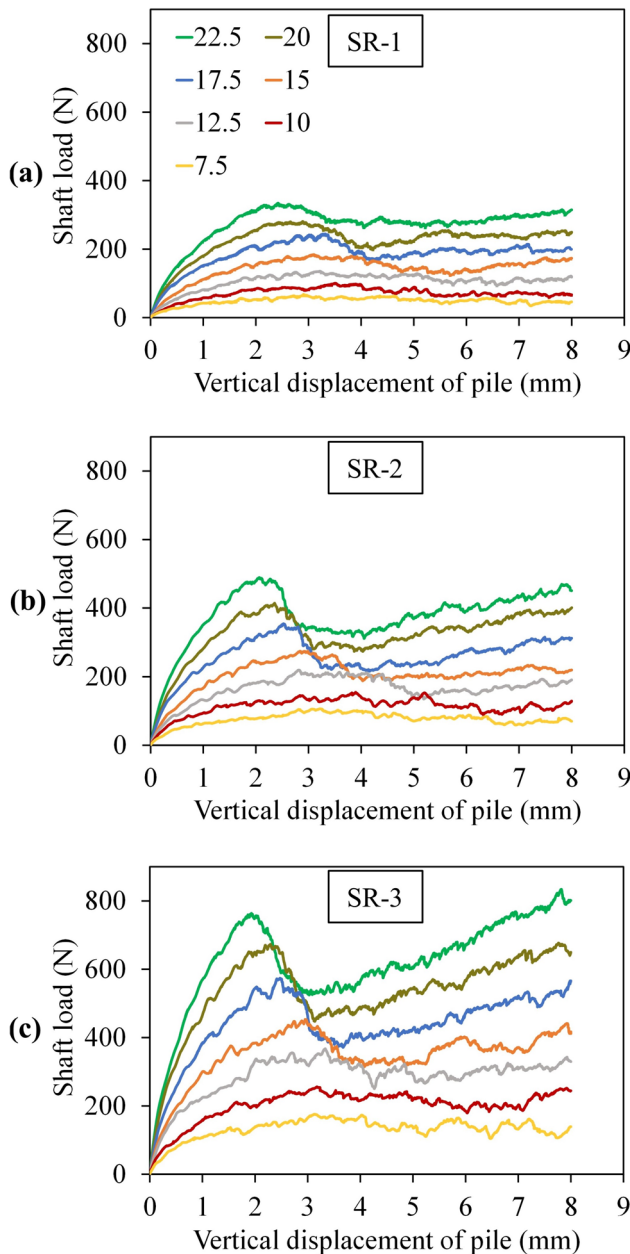 (a)
Shaft load (N)
800
600
400
200
0
SR-1
22.5 20
17.5 15
12.5 10
7.5
0 1 2 3 4 5 6 7 8 9
Vertical displacement of pile (mm)
(b)
Shaft load (N)
800
600
400
200
0
SR-2
0 1 2 3 4 5 6 7 8 9
Vertical displacement of pile (mm)
(c)
Shaft load (N)
800
600
400
200
0
SR-3
0 1 2 3 4 5 6 7 8 9
Vertical displacement of pile (mm)